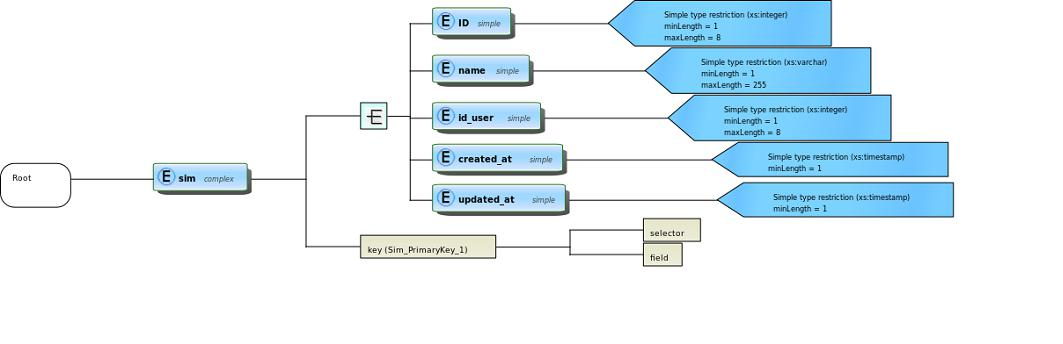 Root
E sim complex
E
E ID simple
Simple type restriction (xs:integer)
minLength = 1
maxLength = 8
E name simple
Simple type restriction (xs:varchar)
minLength = 1
maxLength = 255
E id_user simple
Simple type restriction (xs:integer)
minLength = 1
maxLength = 8
E created_at simple
Simple type restriction (xs:timestamp)
minLength = 1
E updated_at simple
Simple type restriction (xs:timestamp)
minLength = 1
key (Sim_PrimaryKey_1)
selector
field